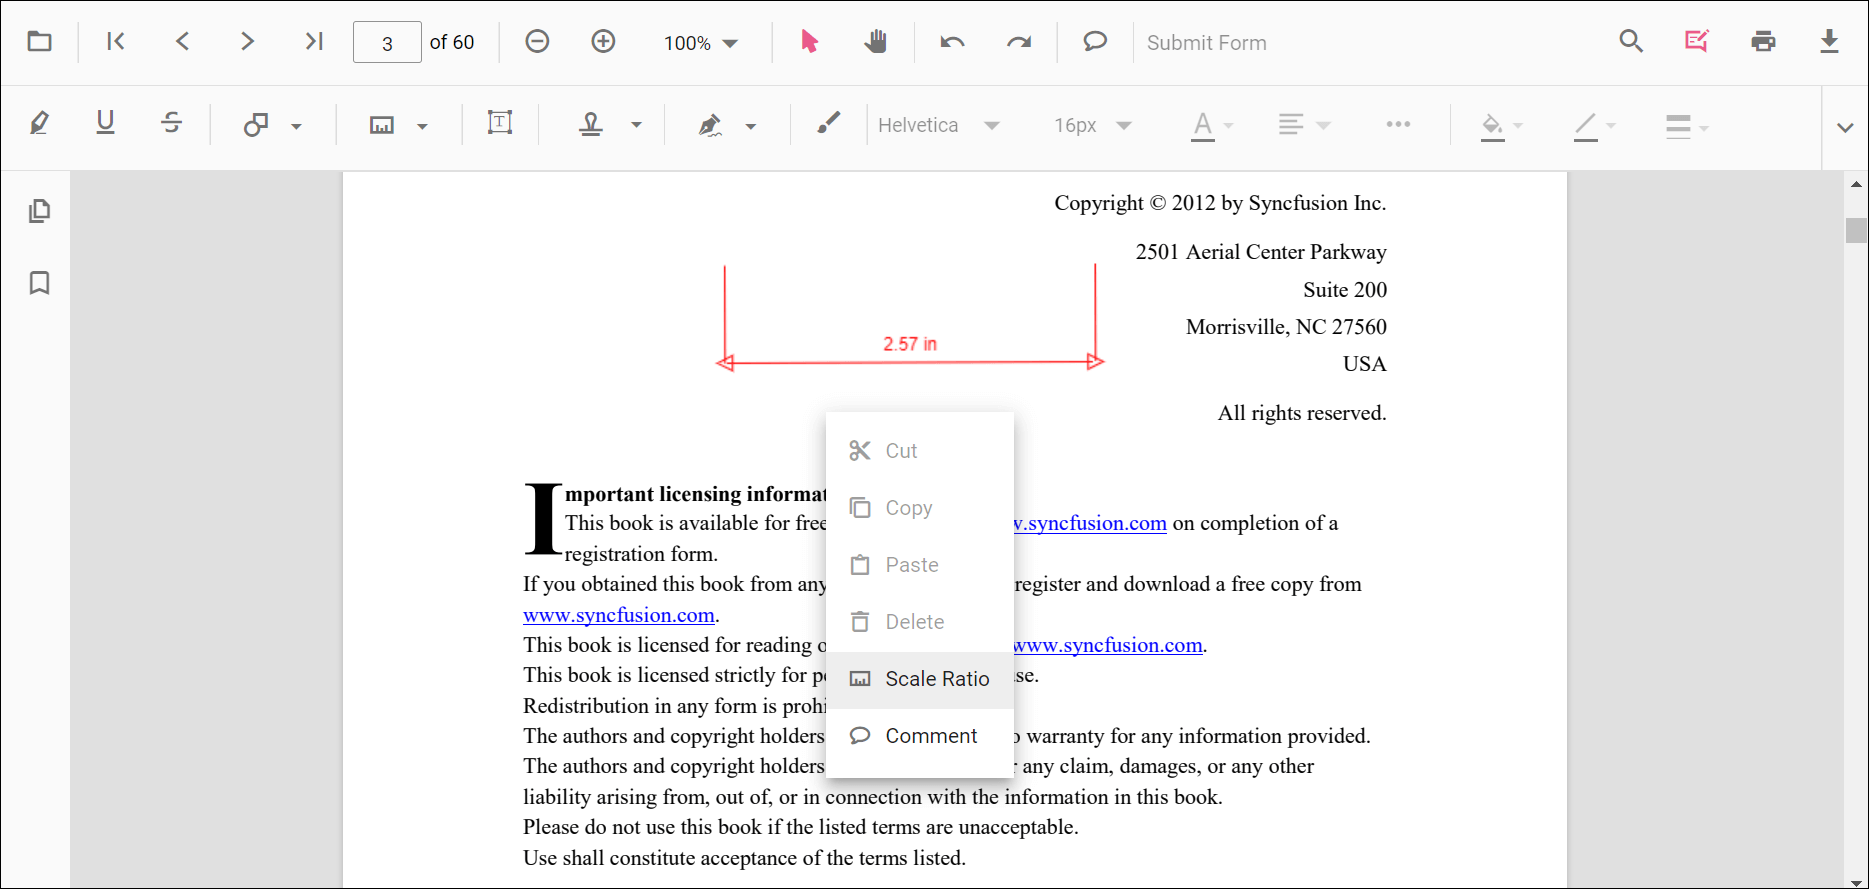 3 of 60 100% Submit Form
U S T Helvetica 16px A
Copyright © 2012 by Syncfusion Inc.
2501 Aerial Center Parkway
Suite 200
Morrisville, NC 27560
2.57 in
USA
All rights reserved.
Cut
Copy
Paste
Delete
Scale Ratio
Comment
Important licensing informat
This book is available for free .syncfusion.com on completion of a
registration form.
If you obtained this book from any register and download a free copy from
www.syncfusion.com.
This book is licensed for reading www.syncfusion.com.
This book is licensed strictly for se.
Redistribution in any form is prohi
The authors and copyright holders warranty for any information provided.
The authors and copyright holders any claim, damages, or any other
liability arising from, out of, or in connection with the information in this book.
Please do not use this book if the listed terms are unacceptable.
Use shall constitute acceptance of the terms listed.